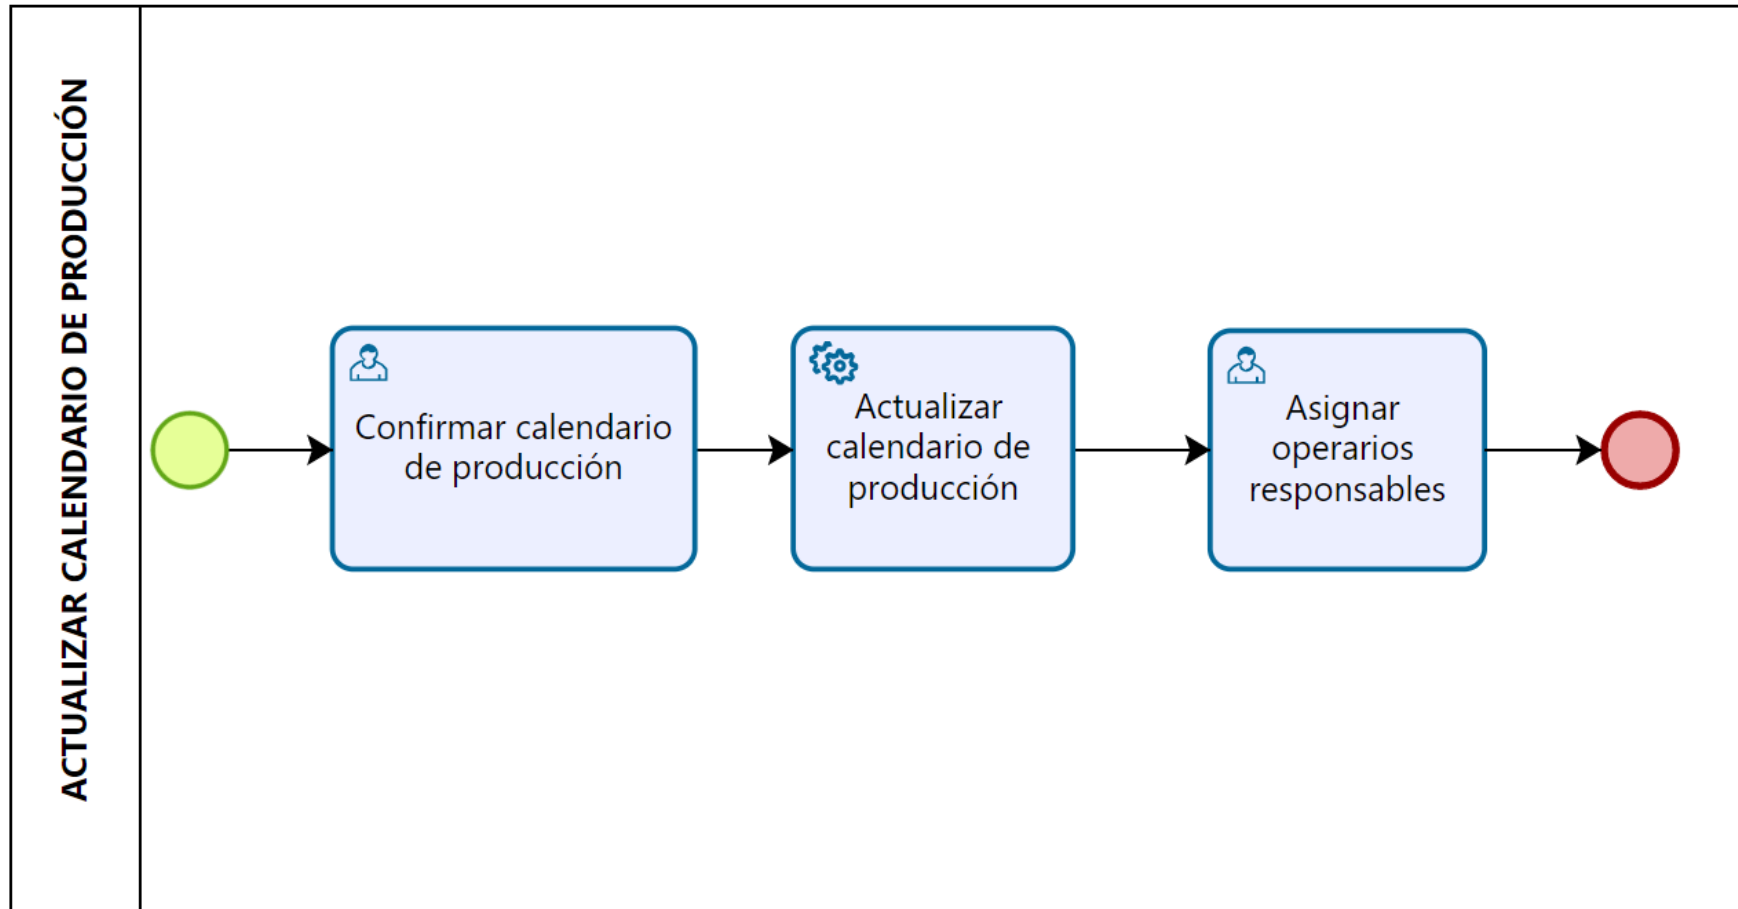 ACTUALIZAR CALENDARIO DE PRODUCCIÓN
Confirmar calendario
de producción
Actualizar
calendario de
producción
Asignar
operarios
responsables